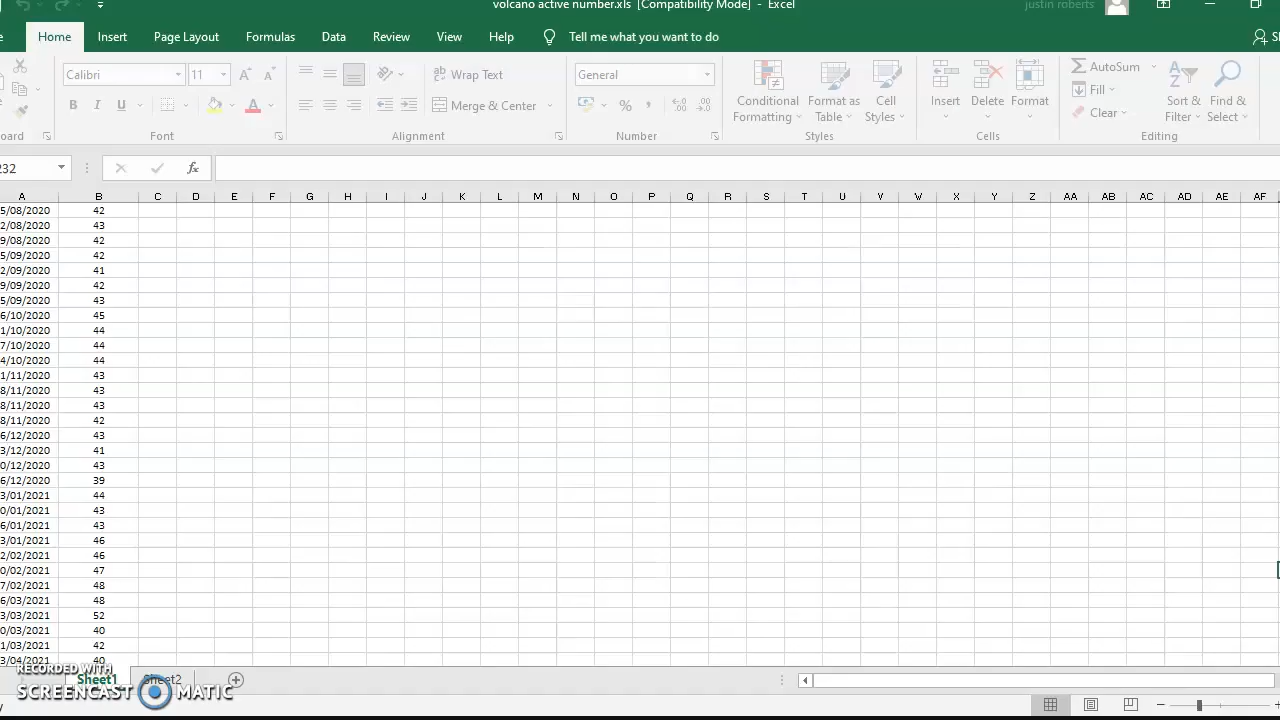 volcano active number.xls [Compatibility Mode] - Excel justin roberts
Home Insert Page Layout Formulas Data Review View Help Tell me what you want to do
Calibri 11 Wrap Text General AutoSum
Conditional Formatting Format as Table Cell Styles Insert Delete Format Fill Sort & Filter Find & Select
B I U Merge & Center % Clear
Font Alignment Number Styles Cells Editing
232 fx
A B C D E F G H I J K L M N O P Q R S T U V W X Y Z AA AB AC AD AE AF
5/08/2020 42
2/08/2020 43
9/08/2020 42
5/09/2020 42
2/09/2020 41
9/09/2020 42
5/09/2020 43
6/10/2020 45
1/10/2020 44
7/10/2020 44
4/10/2020 44
1/11/2020 43
8/11/2020 43
8/11/2020 43
8/11/2020 42
6/12/2020 43
3/12/2020 41
0/12/2020 43
6/12/2020 39
3/01/2021 44
0/01/2021 43
6/01/2021 43
3/01/2021 46
2/02/2021 46
0/02/2021 47
7/02/2021 48
6/03/2021 48
3/03/2021 52
0/03/2021 40
1/03/2021 42
3/04/2021 40
RECORDED WITH
SCREENCAST MATIC
Sheet1 Sheet2